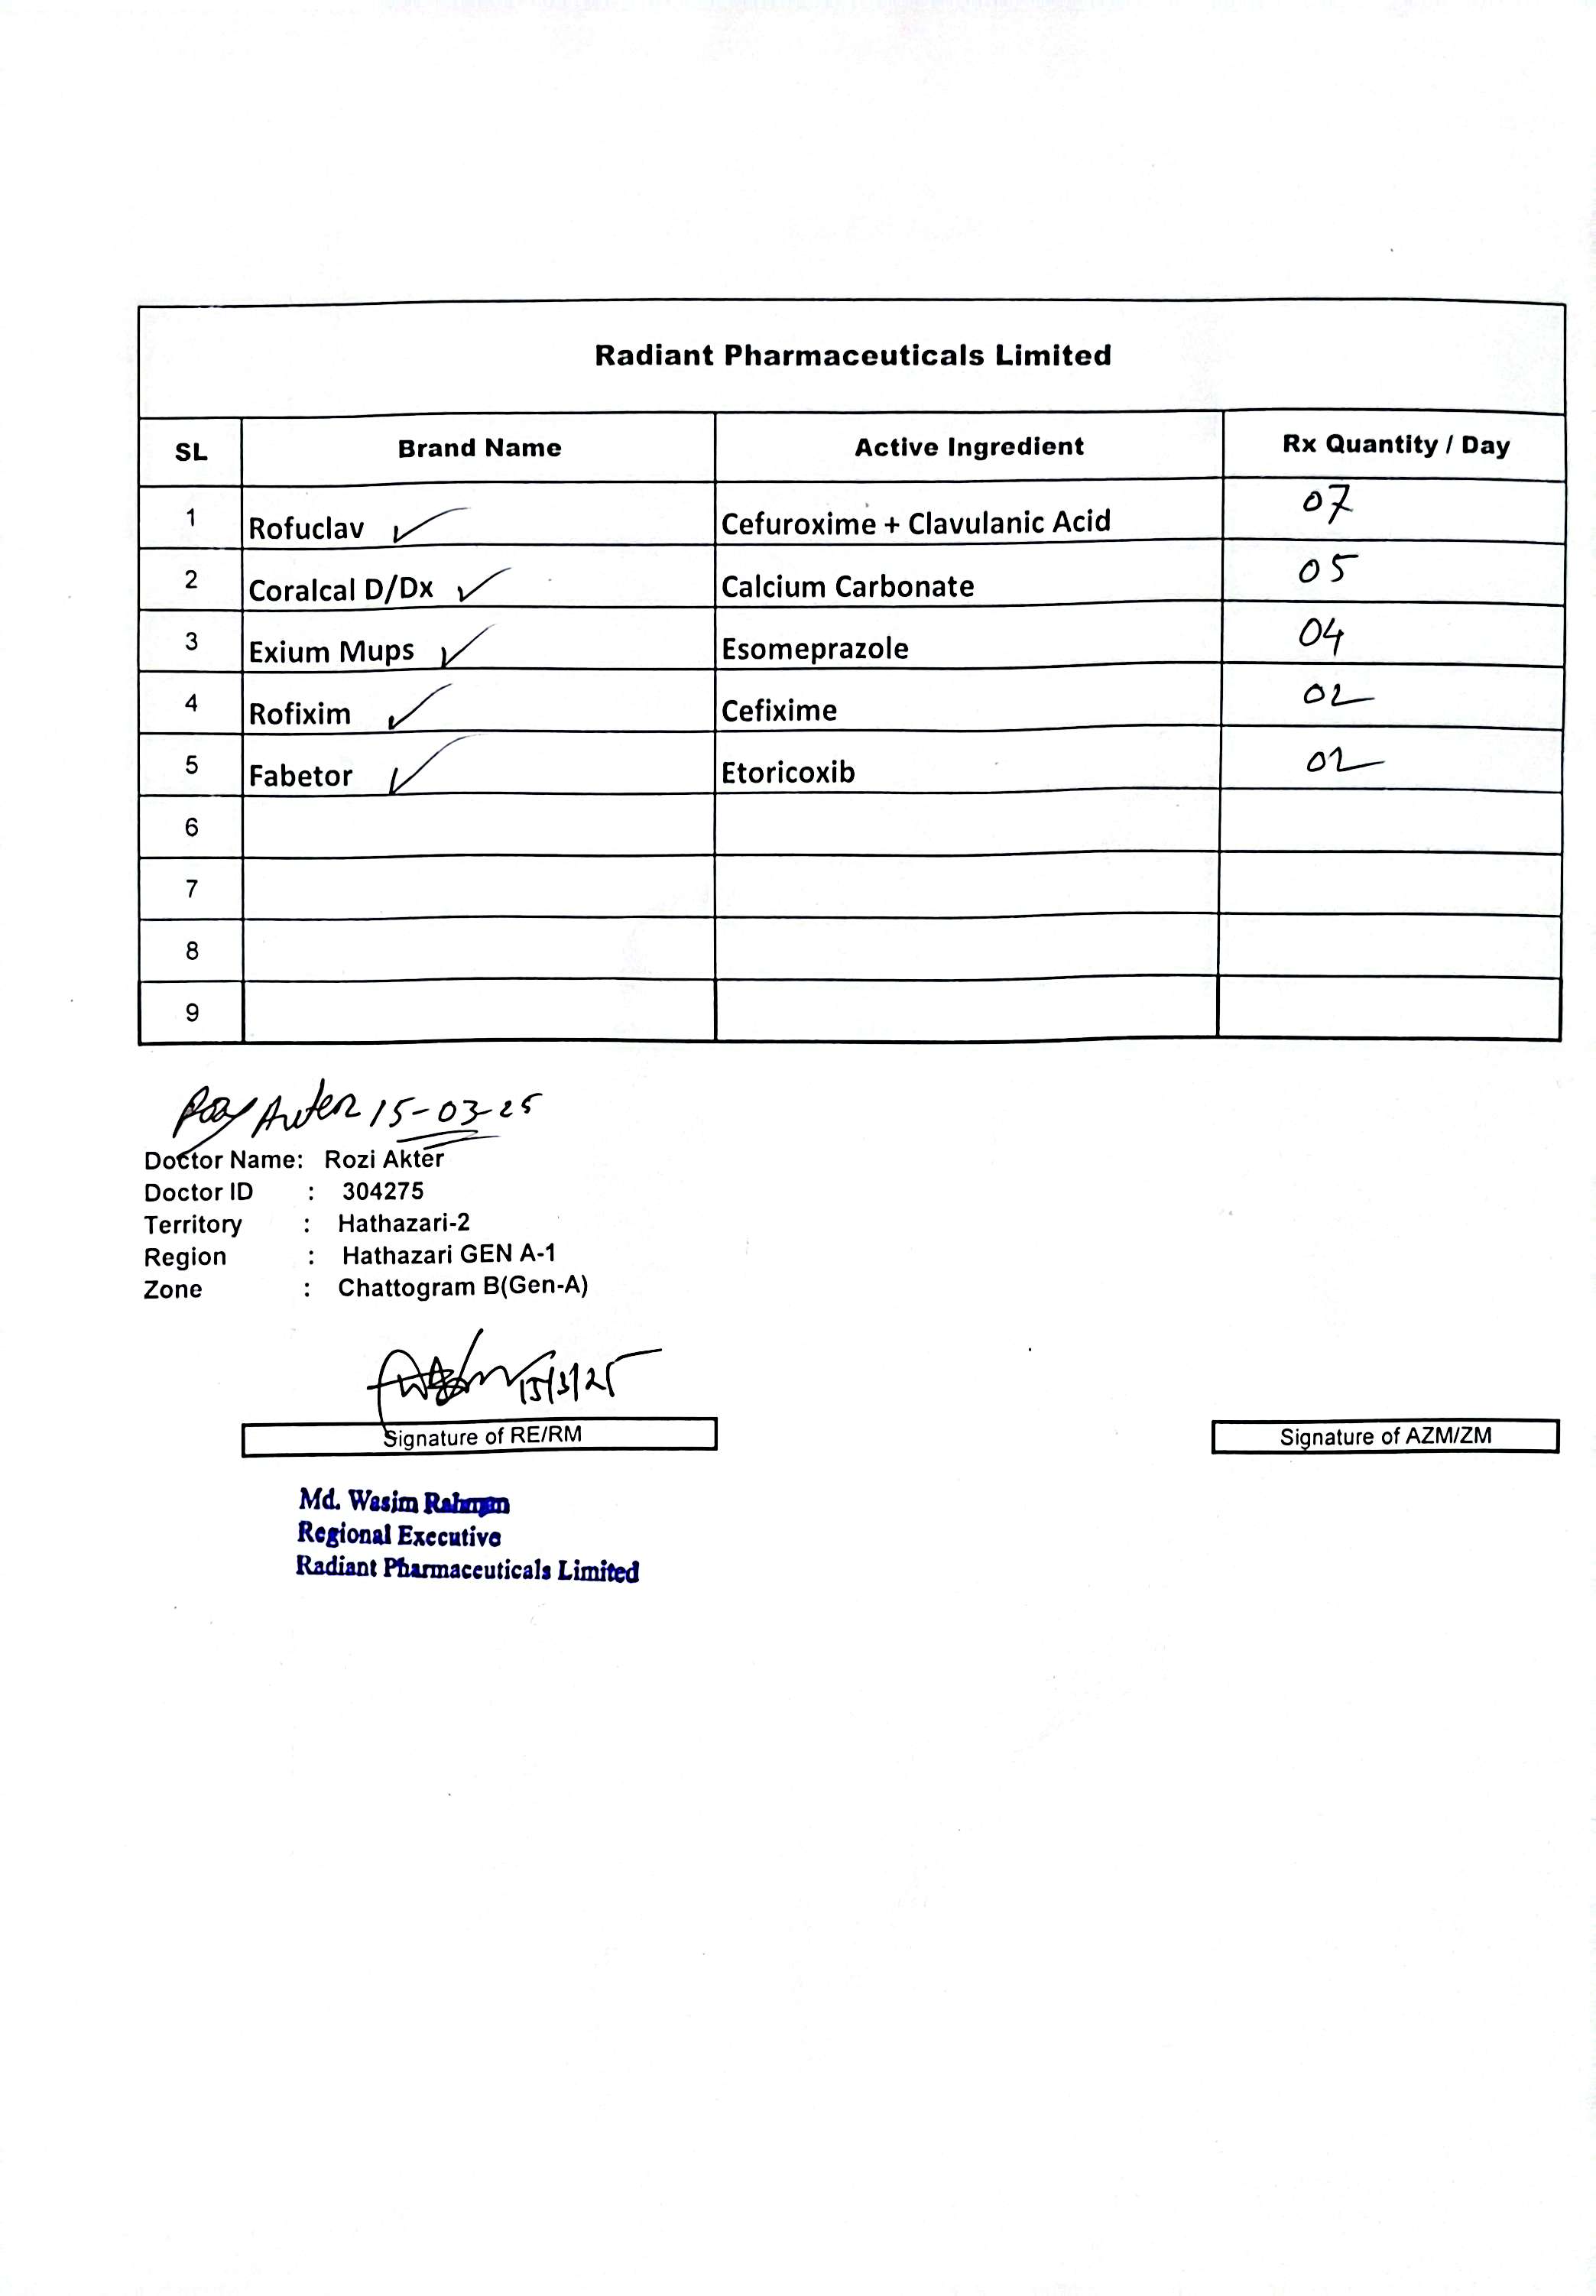 Radiant Pharmaceuticals Limited
SL Brand Name Active Ingredient Rx Quantity / Day
1 Rofuclav Cefuroxime + Clavulanic Acid 07
2 Coralcal D/Dx Calcium Carbonate 05
3 Exium Mups Esomeprazole 04
4 Rofixim Cefixime 02
5 Fabetor Etoricoxib 02
6
7
8
9
Akter 15-03-25
Doctor Name: Rozi Akter
Doctor ID : 304275
Territory : Hathazari-2
Region : Hathazari GEN A-1
Zone : Chattogram B(Gen-A)
15/3/25
Signature of RE/RM Signature of AZM/ZM
Md. Wasim Rahman
Regional Executive
Radiant Pharmaceuticals Limited